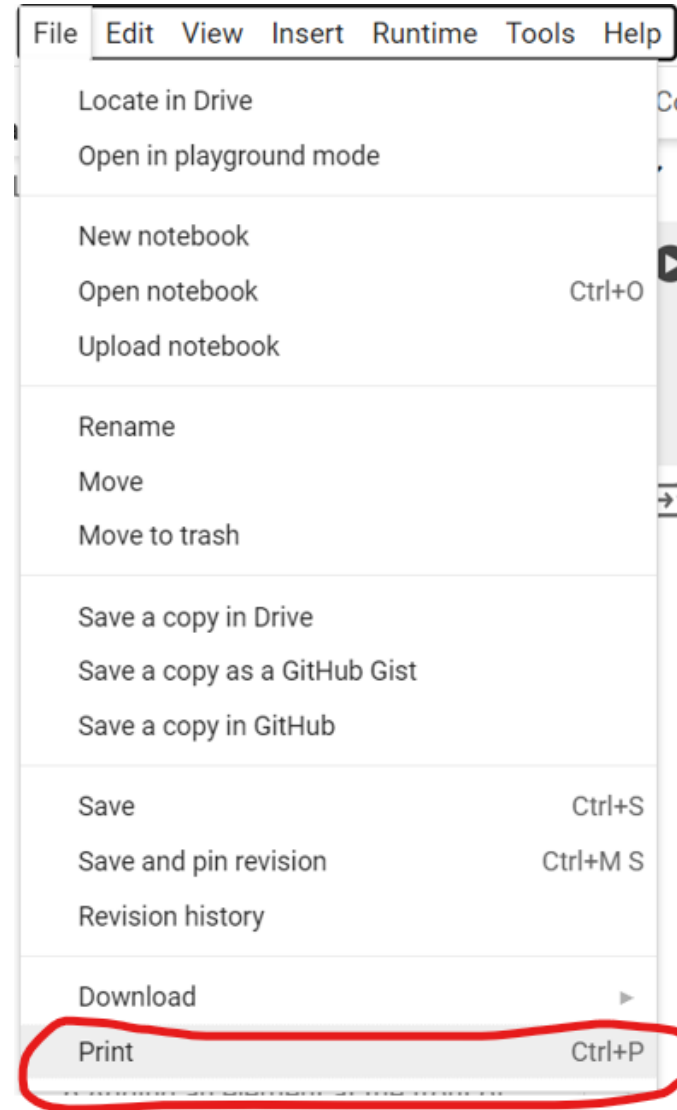 File Edit View Insert Runtime Tools Help
Locate in Drive
Open in playground mode
New notebook
Open notebook Ctrl+O
Upload notebook
Rename
Move
Move to trash
Save a copy in Drive
Save a copy as a GitHub Gist
Save a copy in GitHub
Save Ctrl+S
Save and pin revision Ctrl+M S
Revision history
Download
Print Ctrl+P